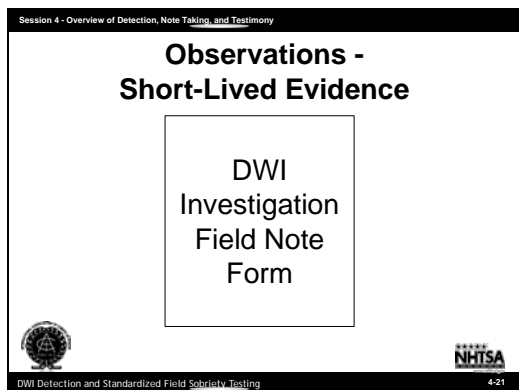 Session 4 - Overview of Detection, Note Taking, and Testimony
Observations -
Short-Lived Evidence
DWI
Investigation
Field Note
Form
NHTSA
DWI Detection and Standardized Field Sobriety Testing
4-21